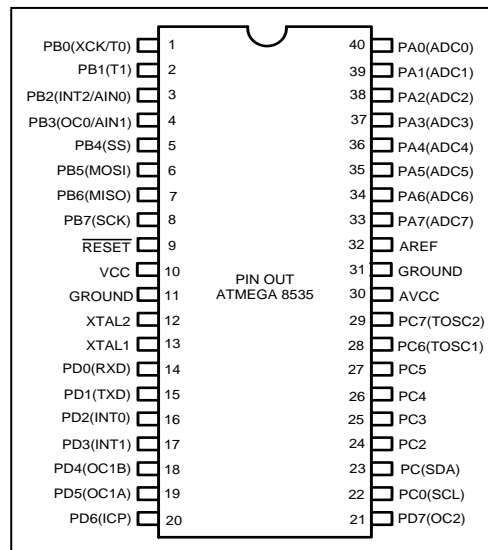 PB0(XCK/T0) 1 40 PA0(ADC0)
PB1(T1) 2 39 PA1(ADC1)
PB2(INT2/AIN0) 3 38 PA2(ADC2)
PB3(OC0/AIN1) 4 37 PA3(ADC3)
PB4(SS) 5 36 PA4(ADC4)
PB5(MOSI) 6 35 PA5(ADC5)
PB6(MISO) 7 34 PA6(ADC6)
PB7(SCK) 8 33 PA7(ADC7)
RESET 9 32 AREF
VCC 10 31 GROUND
PIN OUT
ATMEGA 8535
GROUND 11 30 AVCC
XTAL2 12 29 PC7(TOSC2)
XTAL1 13 28 PC6(TOSC1)
PD0(RXD) 14 27 PC5
PD1(TXD) 15 26 PC4
PD2(INT0) 16 25 PC3
PD3(INT1) 17 24 PC2
PD4(OC1B) 18 23 PC(SDA)
PD5(OC1A) 19 22 PC0(SCL)
PD6(ICP) 20 21 PD7(OC2)